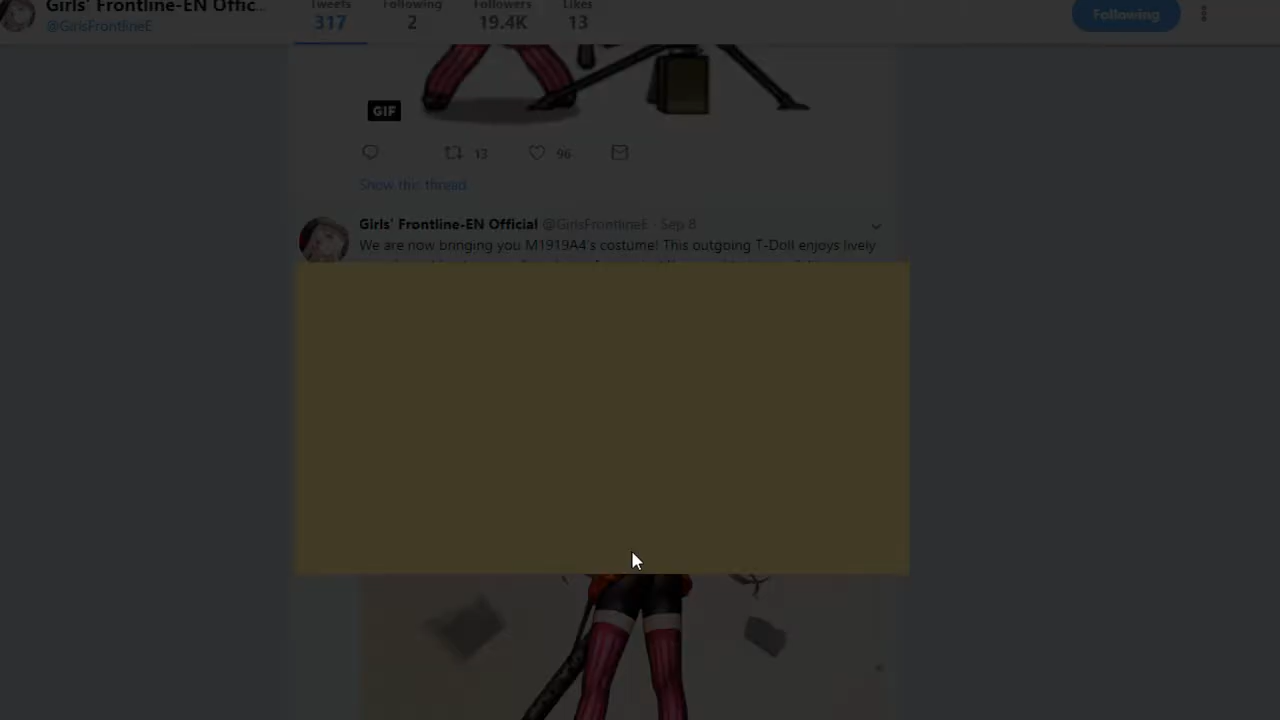 Girls' Frontline-EN Offic...
@GirlsFrontlineE
Tweets Following Followers Likes
317 2 19.4K 13
Following
GIF
13 96
Show this thread
Girls' Frontline-EN Official @GirlsFrontlineE · Sep 8
We are now bringing you M1919A4's costume! This outgoing T-Doll enjoys lively